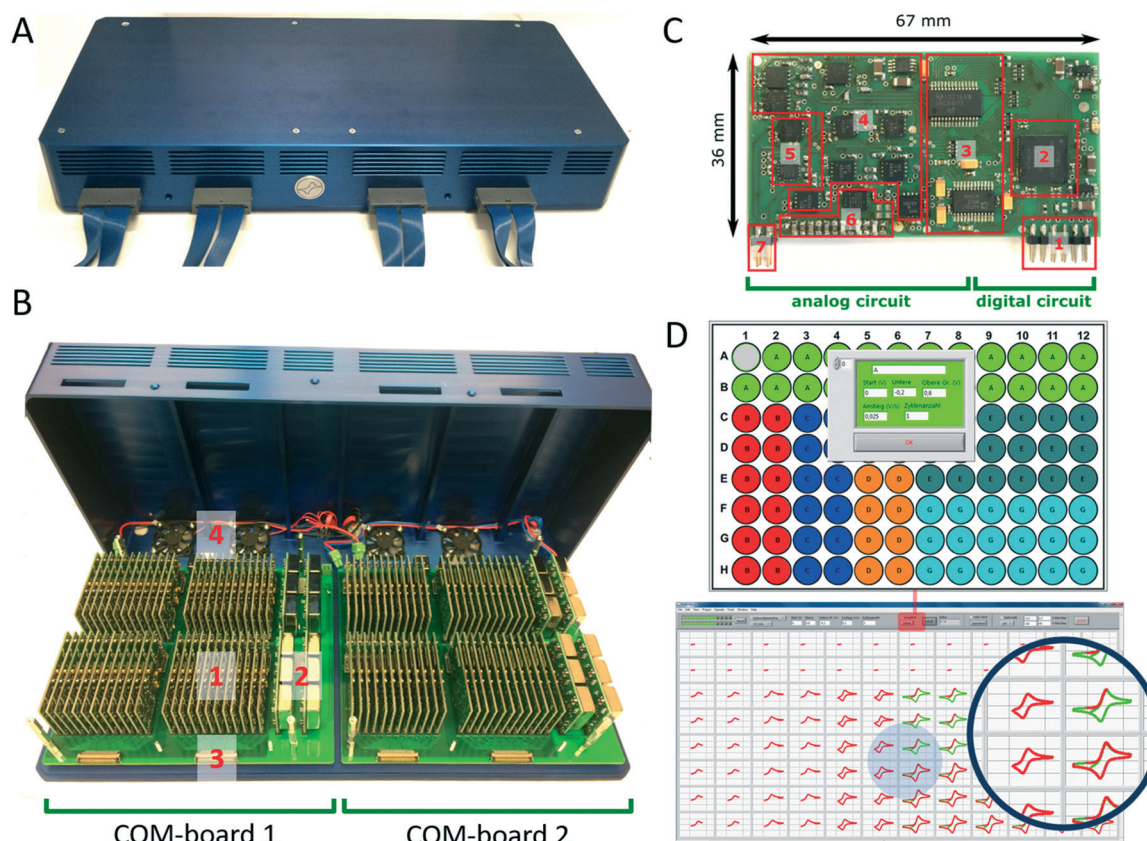 A
B
4
1
2
3
COM-board 1
COM-board 2
C
67 mm
36 mm
4
5
3
2
6
7
1
analog circuit
digital circuit
D
1 2 3 4 5 6 7 8 9 10 11 12
A A A A A A A
B A A A A A A A
C B B C E E E E
D B B C E E E E
E B B C C D D E E E E E E
F B B C C D D G G G G G G
G B B C C D D G G G G G G
H B B C C D D G G G G G G
0
A
Start (V) Untere Obere Gr. (V)
0 -0,2 0,6
Anstieg (V/s) Zyklenanzahl
0,025 1
OK